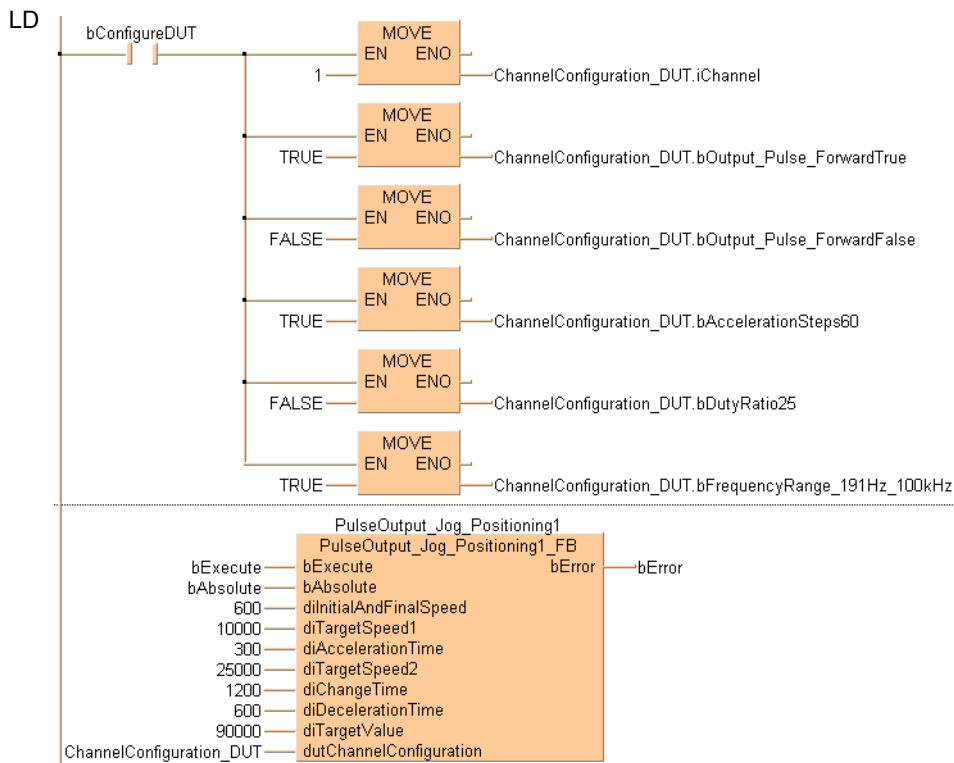 LD
bConfigureDUT
MOVE
EN ENO
1 ChannelConfiguration_DUT.iChannel
MOVE
EN ENO
TRUE ChannelConfiguration_DUT.bOutput_Pulse_ForwardTrue
MOVE
EN ENO
FALSE ChannelConfiguration_DUT.bOutput_Pulse_ForwardFalse
MOVE
EN ENO
TRUE ChannelConfiguration_DUT.bAccelerationSteps60
MOVE
EN ENO
FALSE ChannelConfiguration_DUT.bDutyRatio25
MOVE
EN ENO
TRUE ChannelConfiguration_DUT.bFrequencyRange_191Hz_100kHz
PulseOutput_Jog_Positioning1
PulseOutput_Jog_Positioning1_FB
bExecute bExecute bError bError
bAbsolute bAbsolute
600 diInitialAndFinalSpeed
10000 diTargetSpeed1
300 diAccelerationTime
25000 diTargetSpeed2
1200 diChangeTime
600 diDecelerationTime
90000 diTargetValue
ChannelConfiguration_DUT dutChannelConfiguration